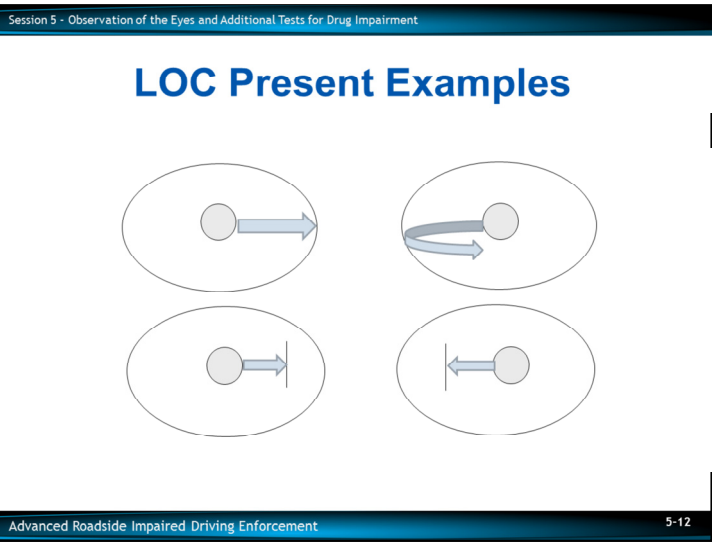 Session 5 - Observation of the Eyes and Additional Tests for Drug Impairment
LOC Present Examples
Advanced Roadside Impaired Driving Enforcement
5-12